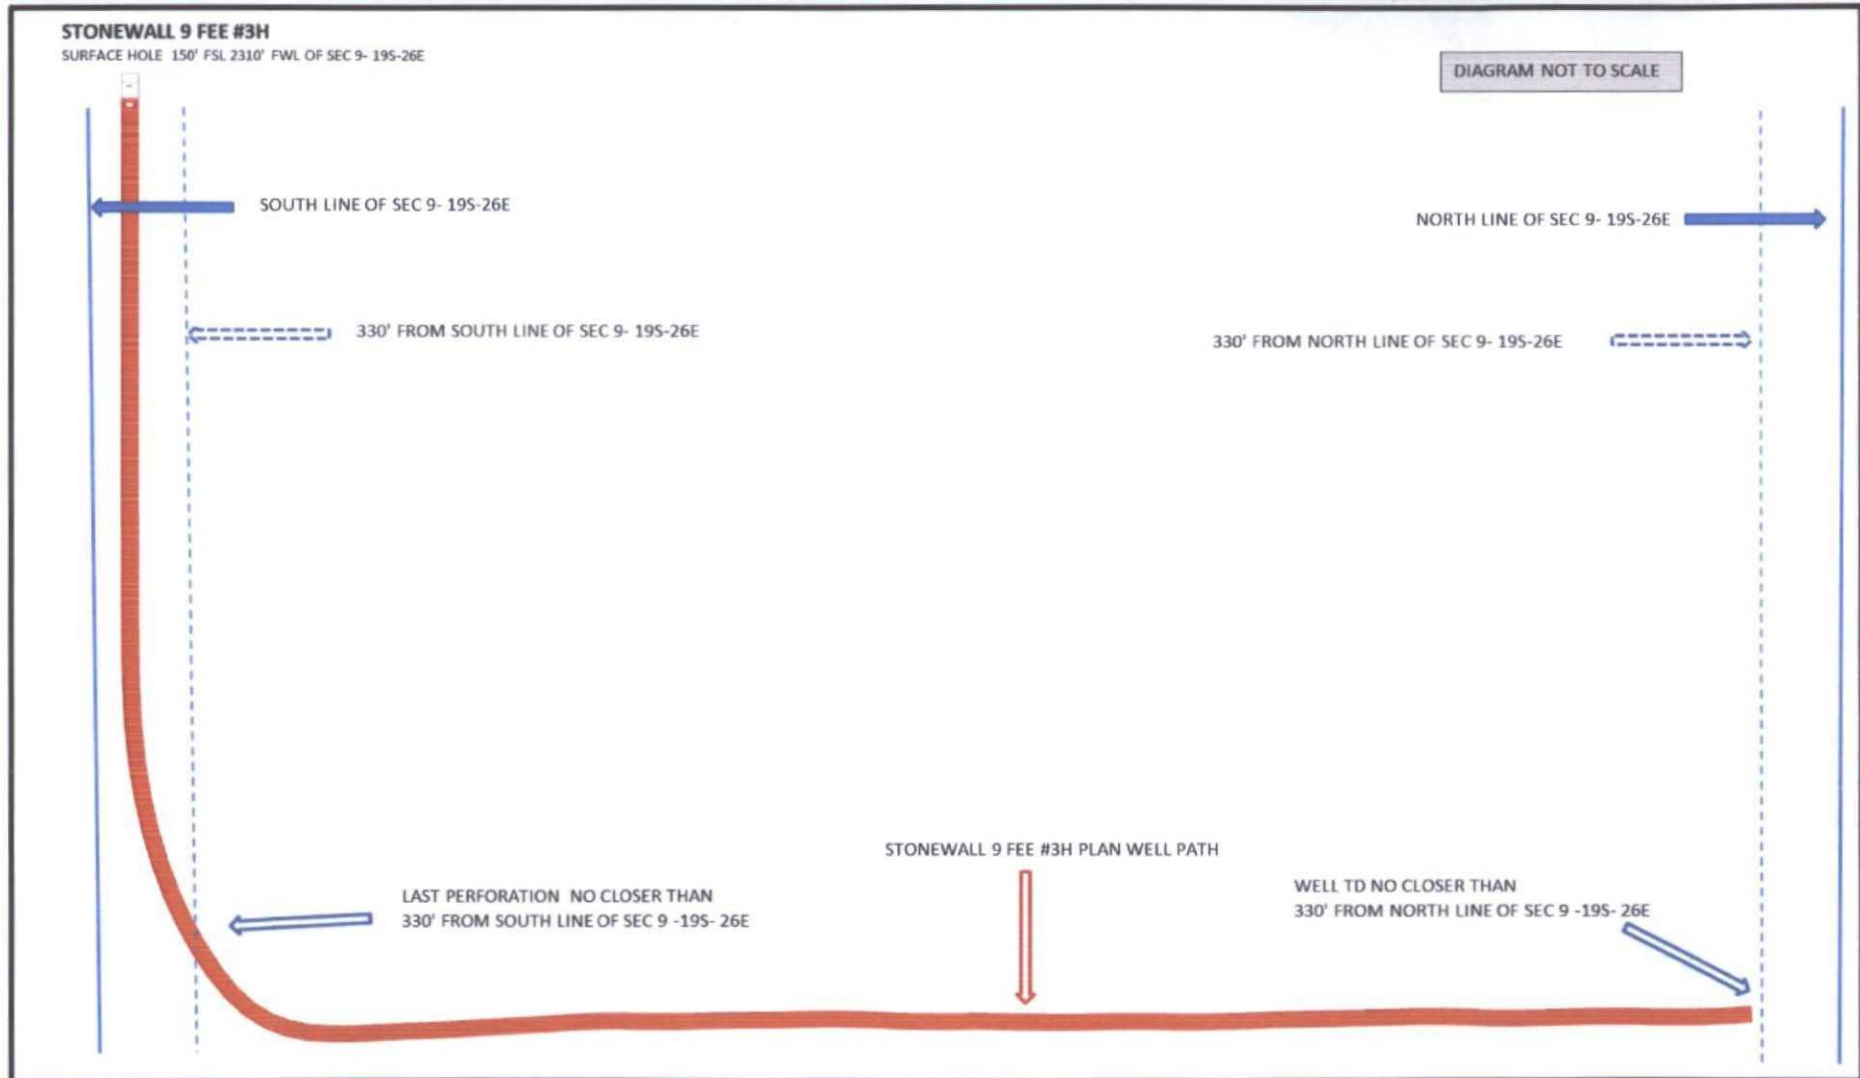 STONEWALL 9 FEE #3H
SURFACE HOLE 150' FSL 2310' FWL OF SEC 9- 19S-26E
DIAGRAM NOT TO SCALE
SOUTH LINE OF SEC 9- 19S-26E
NORTH LINE OF SEC 9- 19S-26E
330' FROM SOUTH LINE OF SEC 9- 19S-26E
330' FROM NORTH LINE OF SEC 9- 19S-26E
STONEWALL 9 FEE #3H PLAN WELL PATH
LAST PERFORATION NO CLOSER THAN
330' FROM SOUTH LINE OF SEC 9 -19S- 26E
WELL TD NO CLOSER THAN
330' FROM NORTH LINE OF SEC 9 -19S- 26E